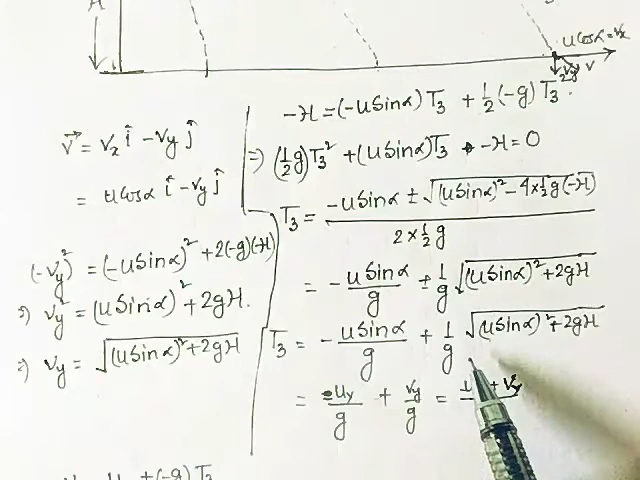 H
u cosα = Vx
Vy V
-H = (-u sinα) T₃ + ½(-g) T₃²
V⃗ = Vx î - Vy ĵ
⇒ (½g)T₃² + (u sinα)T₃ - H = 0
= u cosα î - Vy ĵ
T₃ = (-u sinα ± √((u sinα)² - 4×½g(-H))) / (2×½g)
(-Vy)² = (-u sinα)² + 2(-g)(-H)
= -u sinα/g ± 1/g √((u sinα)² + 2gH)
⇒ Vy² = (u sinα)² + 2gH.
T₃ = -u sinα/g + 1/g √((u sinα)² + 2gH)
⇒ Vy = √((u sinα)² + 2gH)
= -uy/g + Vy/g =
+ Vy
+ (-g) T₃